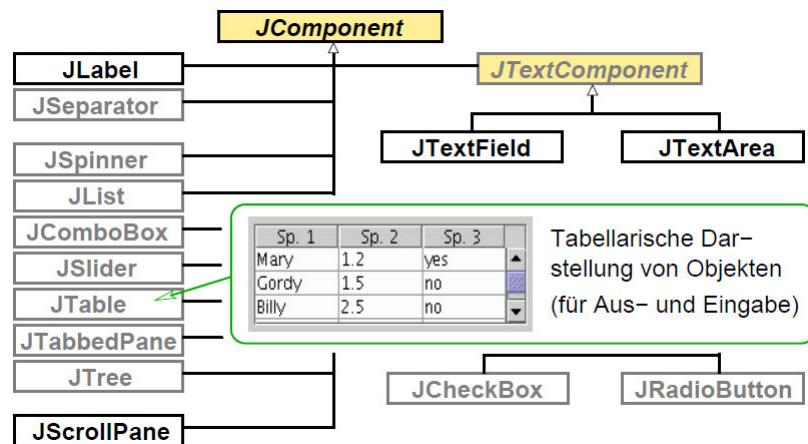 JComponent
JLabel
JTextComponent
JSeparator
JTextField
JTextArea
JSpinner
JList
JComboBox
JSlider
JTable
JTabbedPane
JTree
JScrollPane
Sp. 1 Sp. 2 Sp. 3
Mary 1.2 yes
Gordy 1.5 no
Billy 2.5 no
Tabellarische Dar−
stellung von Objekten
(für Aus− und Eingabe)
JCheckBox
JRadioButton